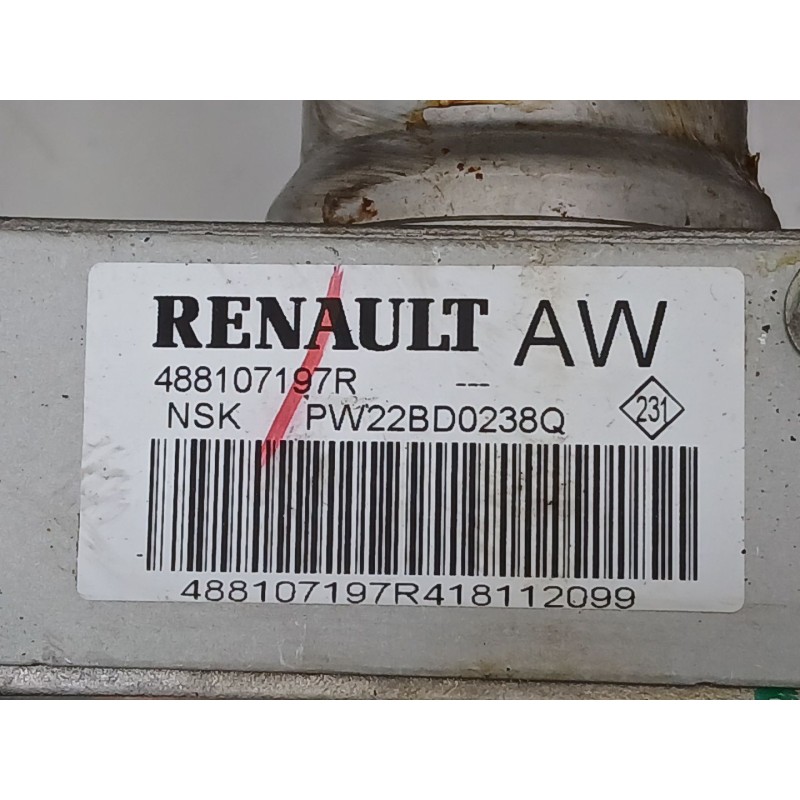 RENAULT AW
488107197R ---
NSK PW22BD0238Q 231
488107197R418112099